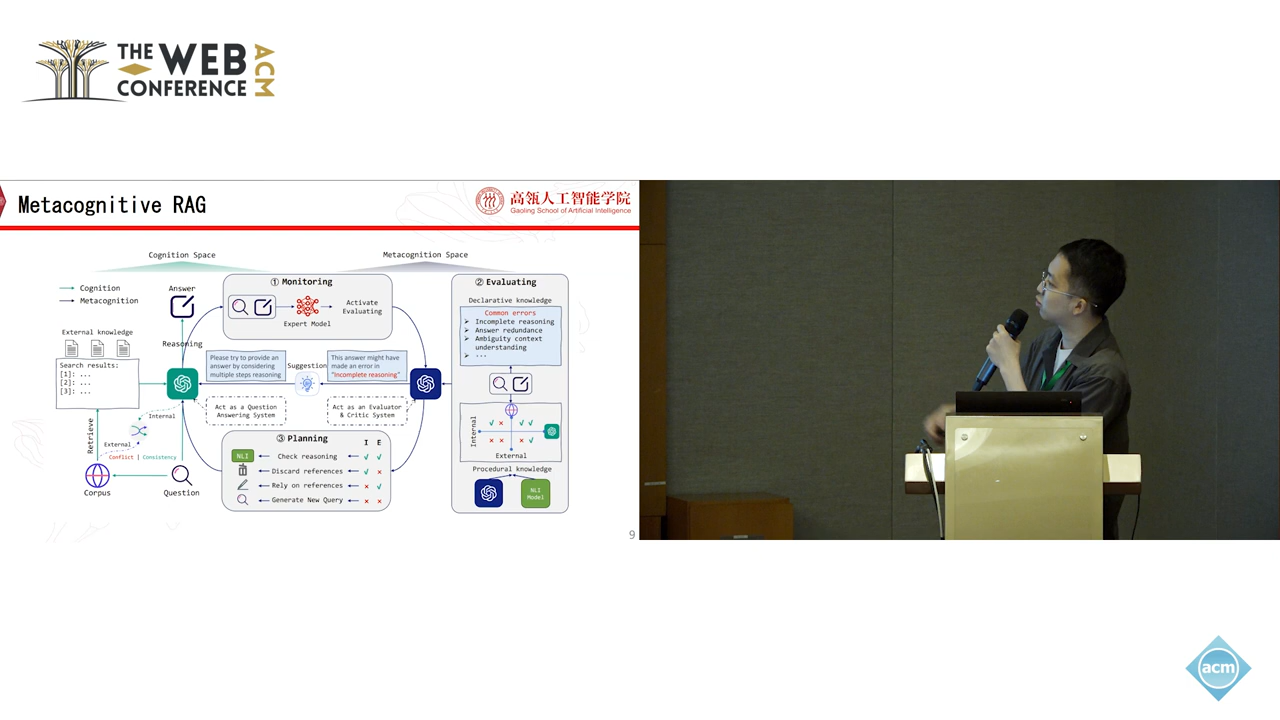 THE WEB
CONFERENCE
ACM
Metacognitive RAG
高瓴人工智能学院
Gaoling School of Artificial Intelligence
Cognition Space
Metacognition Space
Cognition
Metacognition
Answer
External knowledge
Search results:
[1]: ...
[2]: ...
[3]: ...
Reasoning
Retrieve
Internal
External
Conflict | Consistency
Corpus
Question
① Monitoring
Expert Model
Activate
Evaluating
Please try to provide an
answer by considering
multiple steps reasoning
Suggestion
This answer might have
made an error in
"Incomplete reasoning"
Act as a Question
Answering System
Act as an Evaluator
& Critic System
③ Planning
I E
NLI Check reasoning ✓ ✓
Discard references ✓ ×
Rely on references × ✓
Generate New Query × ×
② Evaluating
Declarative knowledge
Common errors
➢ Incomplete reasoning
➢ Answer redundance
➢ Ambiguity context
understanding
➢ ...
Internal
✓ × ✓ ✓
× × × ✓
External
Procedural knowledge
NLI
Model
9
acm